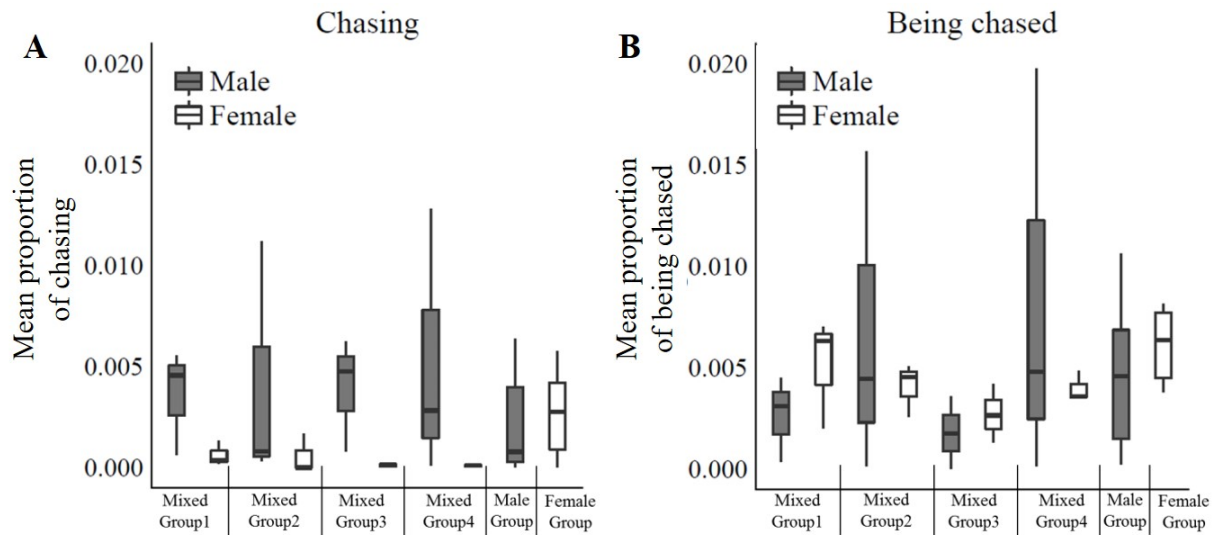 A
Chasing
Male
Female
0.020
0.015
0.010
0.005
0.000
Mean proportion
of chasing
Mixed
Group1
Mixed
Group2
Mixed
Group3
Mixed
Group4
Male
Group
Female
Group
B
Being chased
Male
Female
0.020
0.015
0.010
0.005
0.000
Mean proportion
of being chased
Mixed
Group1
Mixed
Group2
Mixed
Group3
Mixed
Group4
Male
Group
Female
Group